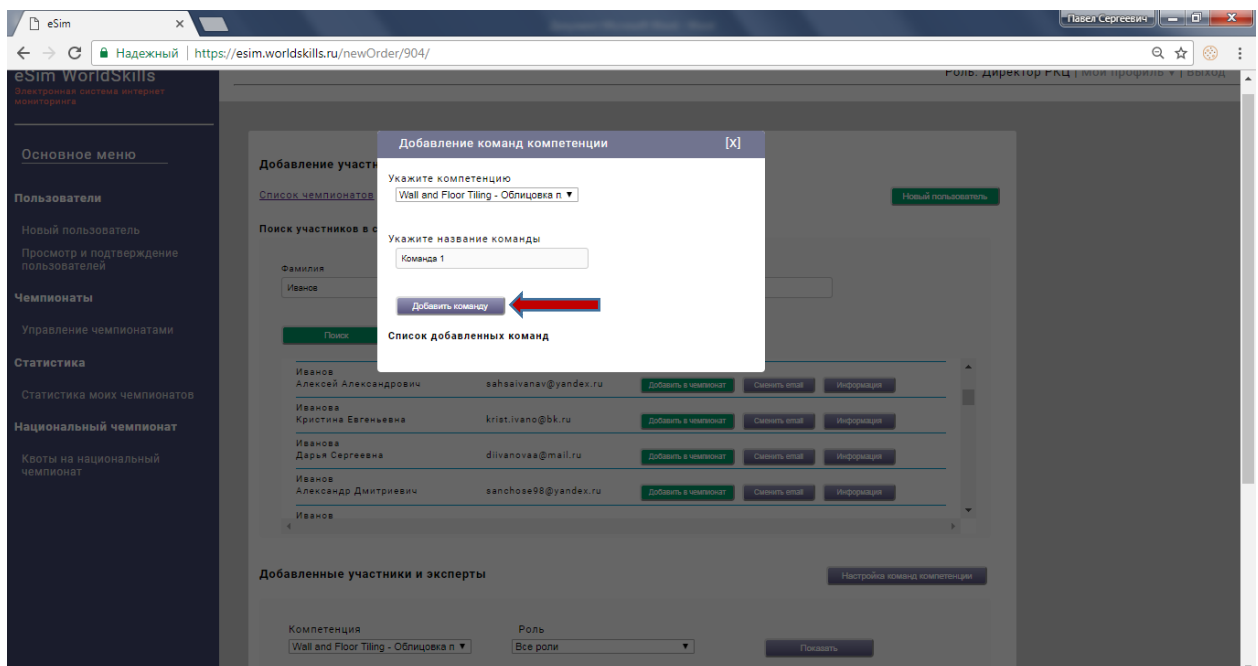 eSim
Павел Сергеевич
Надежный | https://esim.worldskills.ru/newOrder/904/
eSim WorldSkills
Электронная система интернет
мониторинга
Роль: Директор РКЦ | Мой профиль ▾ | Выход
Основное меню
Пользователи
Новый пользователь
Просмотр и подтверждение
пользователей
Чемпионаты
Управление чемпионатами
Статистика
Статистика моих чемпионатов
Национальный чемпионат
Квоты на национальный
чемпионат
Добавление команд компетенции [X]
Укажите компетенцию
Wall and Floor Tiling - Облицовка п ▼
Укажите название команды
Команда 1
Добавить команду
Список добавленных команд
Добавление участн
Список чемпионатов
Новый пользователь
Поиск участников в с
Фамилия
Иванов
Поиск
Иванов
Алексей Александрович sahsaivanav@yandex.ru Добавить в чемпионат Сменить email Информация
Иванова
Кристина Евгеньевна krist.ivano@bk.ru Добавить в чемпионат Сменить email Информация
Иванова
Дарья Сергеевна diivanovaa@mail.ru Добавить в чемпионат Сменить email Информация
Иванов
Александр Дмитриевич sanchose98@yandex.ru Добавить в чемпионат Сменить email Информация
Иванов
Добавленные участники и эксперты
Настройка команд компетенции
Компетенция Роль
Wall and Floor Tiling - Облицовка п ▼ Все роли ▼ Показать